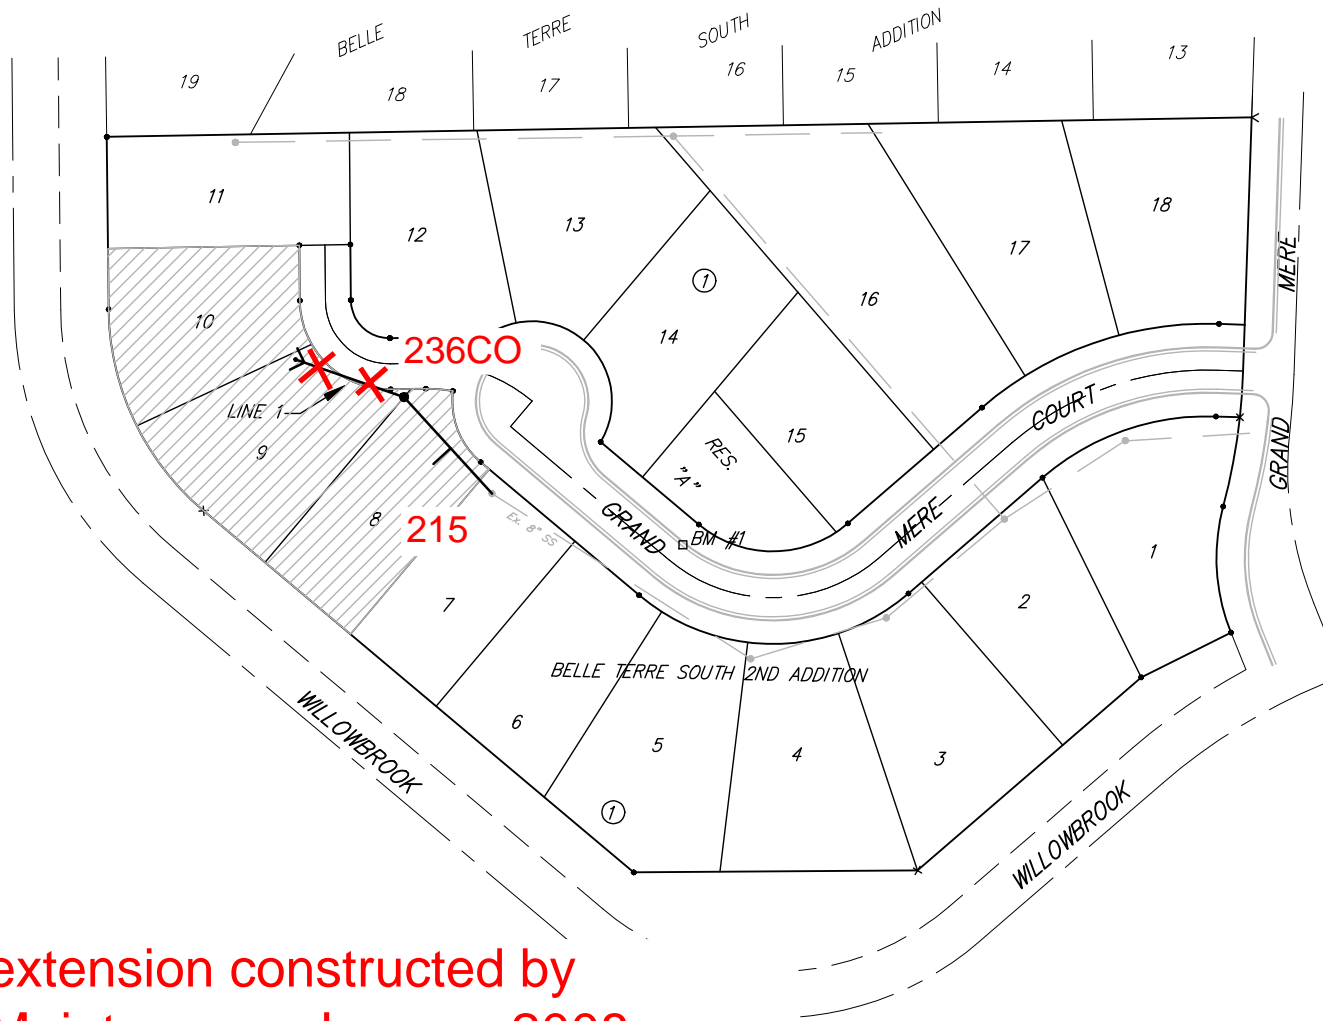 BELLE TERRE SOUTH ADDITION
19
18
17
16
15
14
13
11
12
13
18
17
16
10
1
14
236CO
LINE 1
COURT
MERE
GRAND
15
RES.
"A"
9
8
215
Ex. 8" SS
GRAND
BM #1
MERE
7
1
2
BELLE TERRE SOUTH 2ND ADDITION
6
5
4
3
1
WILLOWBROOK
WILLOWBROOK
extension constructed by